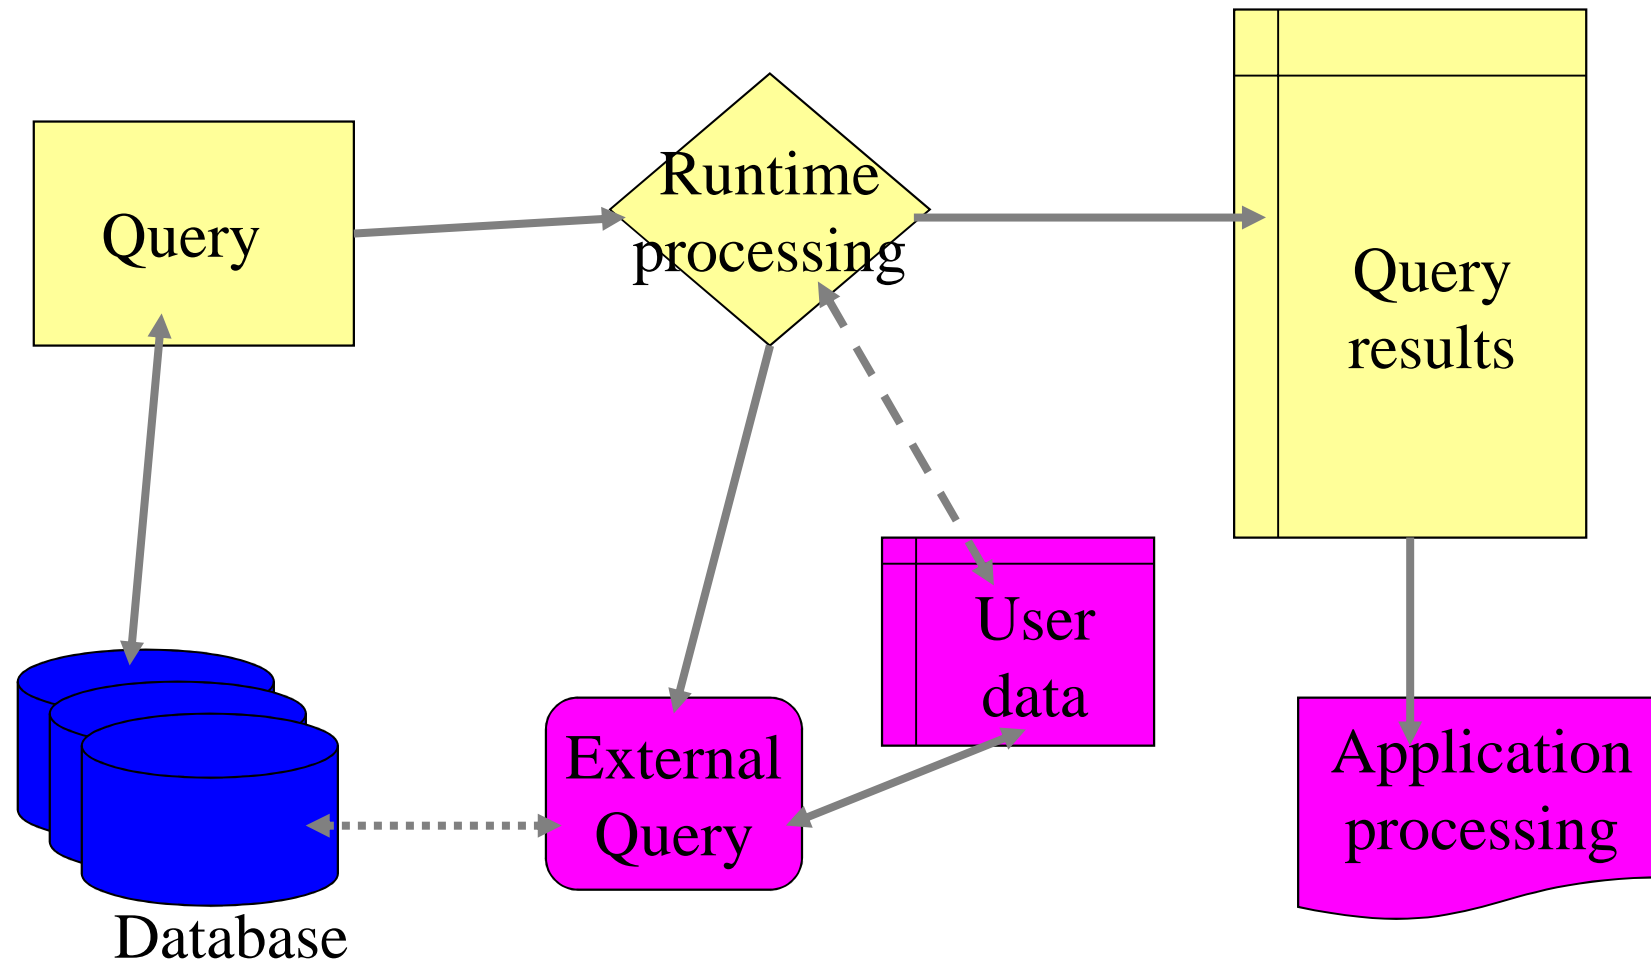 Query
Runtime
processing
Query
results
User
data
External
Query
Application
processing
Database